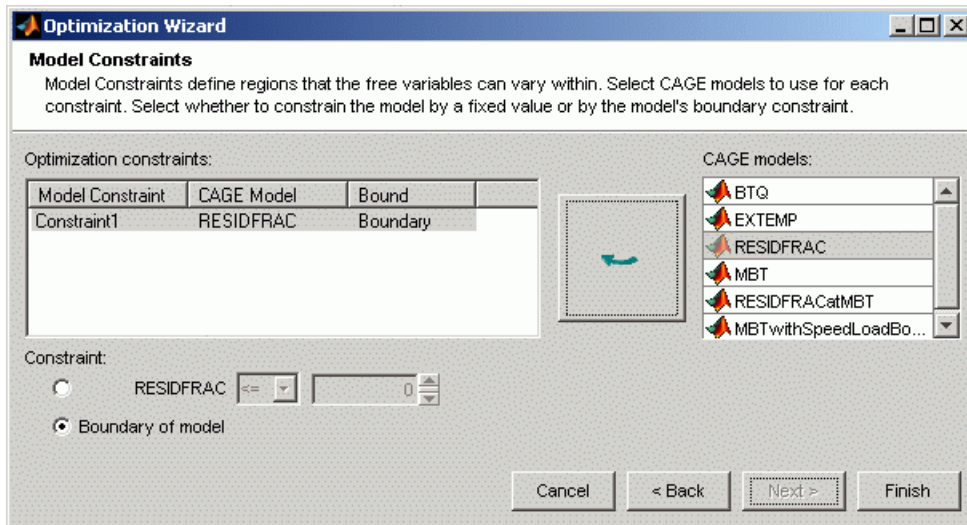 Optimization Wizard
Model Constraints
Model Constraints define regions that the free variables can vary within. Select CAGE models to use for each
constraint. Select whether to constrain the model by a fixed value or by the model's boundary constraint.
Optimization constraints:
Model Constraint CAGE Model Bound
Constraint1 RESIDFRAC Boundary
CAGE models:
BTQ
EXTEMP
RESIDFRAC
MBT
RESIDFRACatMBT
MBTwithSpeedLoadBo...
Constraint:
RESIDFRAC <= 0
Boundary of model
Cancel < Back Next > Finish